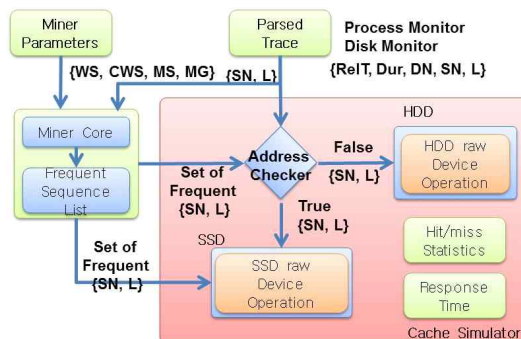 Miner
Parameters
Parsed
Trace
Process Monitor
Disk Monitor
{RelT, Dur, DN, SN, L}
{WS, CWS, MS, MG}
{SN, L}
HDD
Miner Core
Frequent
Sequence
List
Set of
Frequent
{SN, L}
Address
Checker
False
{SN, L}
HDD raw
Device
Operation
True
{SN, L}
SSD
Set of
Frequent
{SN, L}
SSD raw
Device
Operation
Hit/miss
Statistics
Response
Time
Cache Simulator